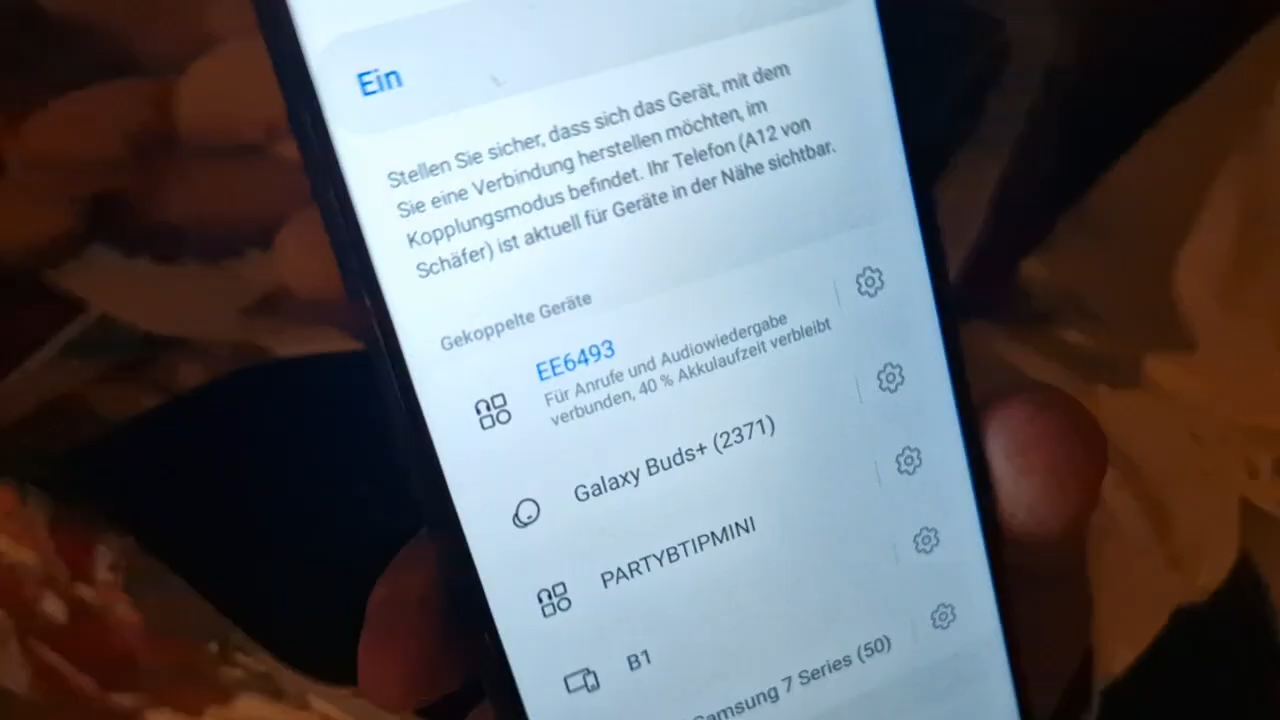 Ein
Stellen Sie sicher, dass sich das Gerät, mit dem
Sie eine Verbindung herstellen möchten, im
Kopplungsmodus befindet. Ihr Telefon (A12 von
Schäfer) ist aktuell für Geräte in der Nähe sichtbar.
Gekoppelte Geräte
EE6493
Für Anrufe und Audiowiedergabe
verbunden, 40 % Akkulaufzeit verbleibt
Galaxy Buds+ (2371)
PARTYBTIPMINI
B1
Samsung 7 Series (50)